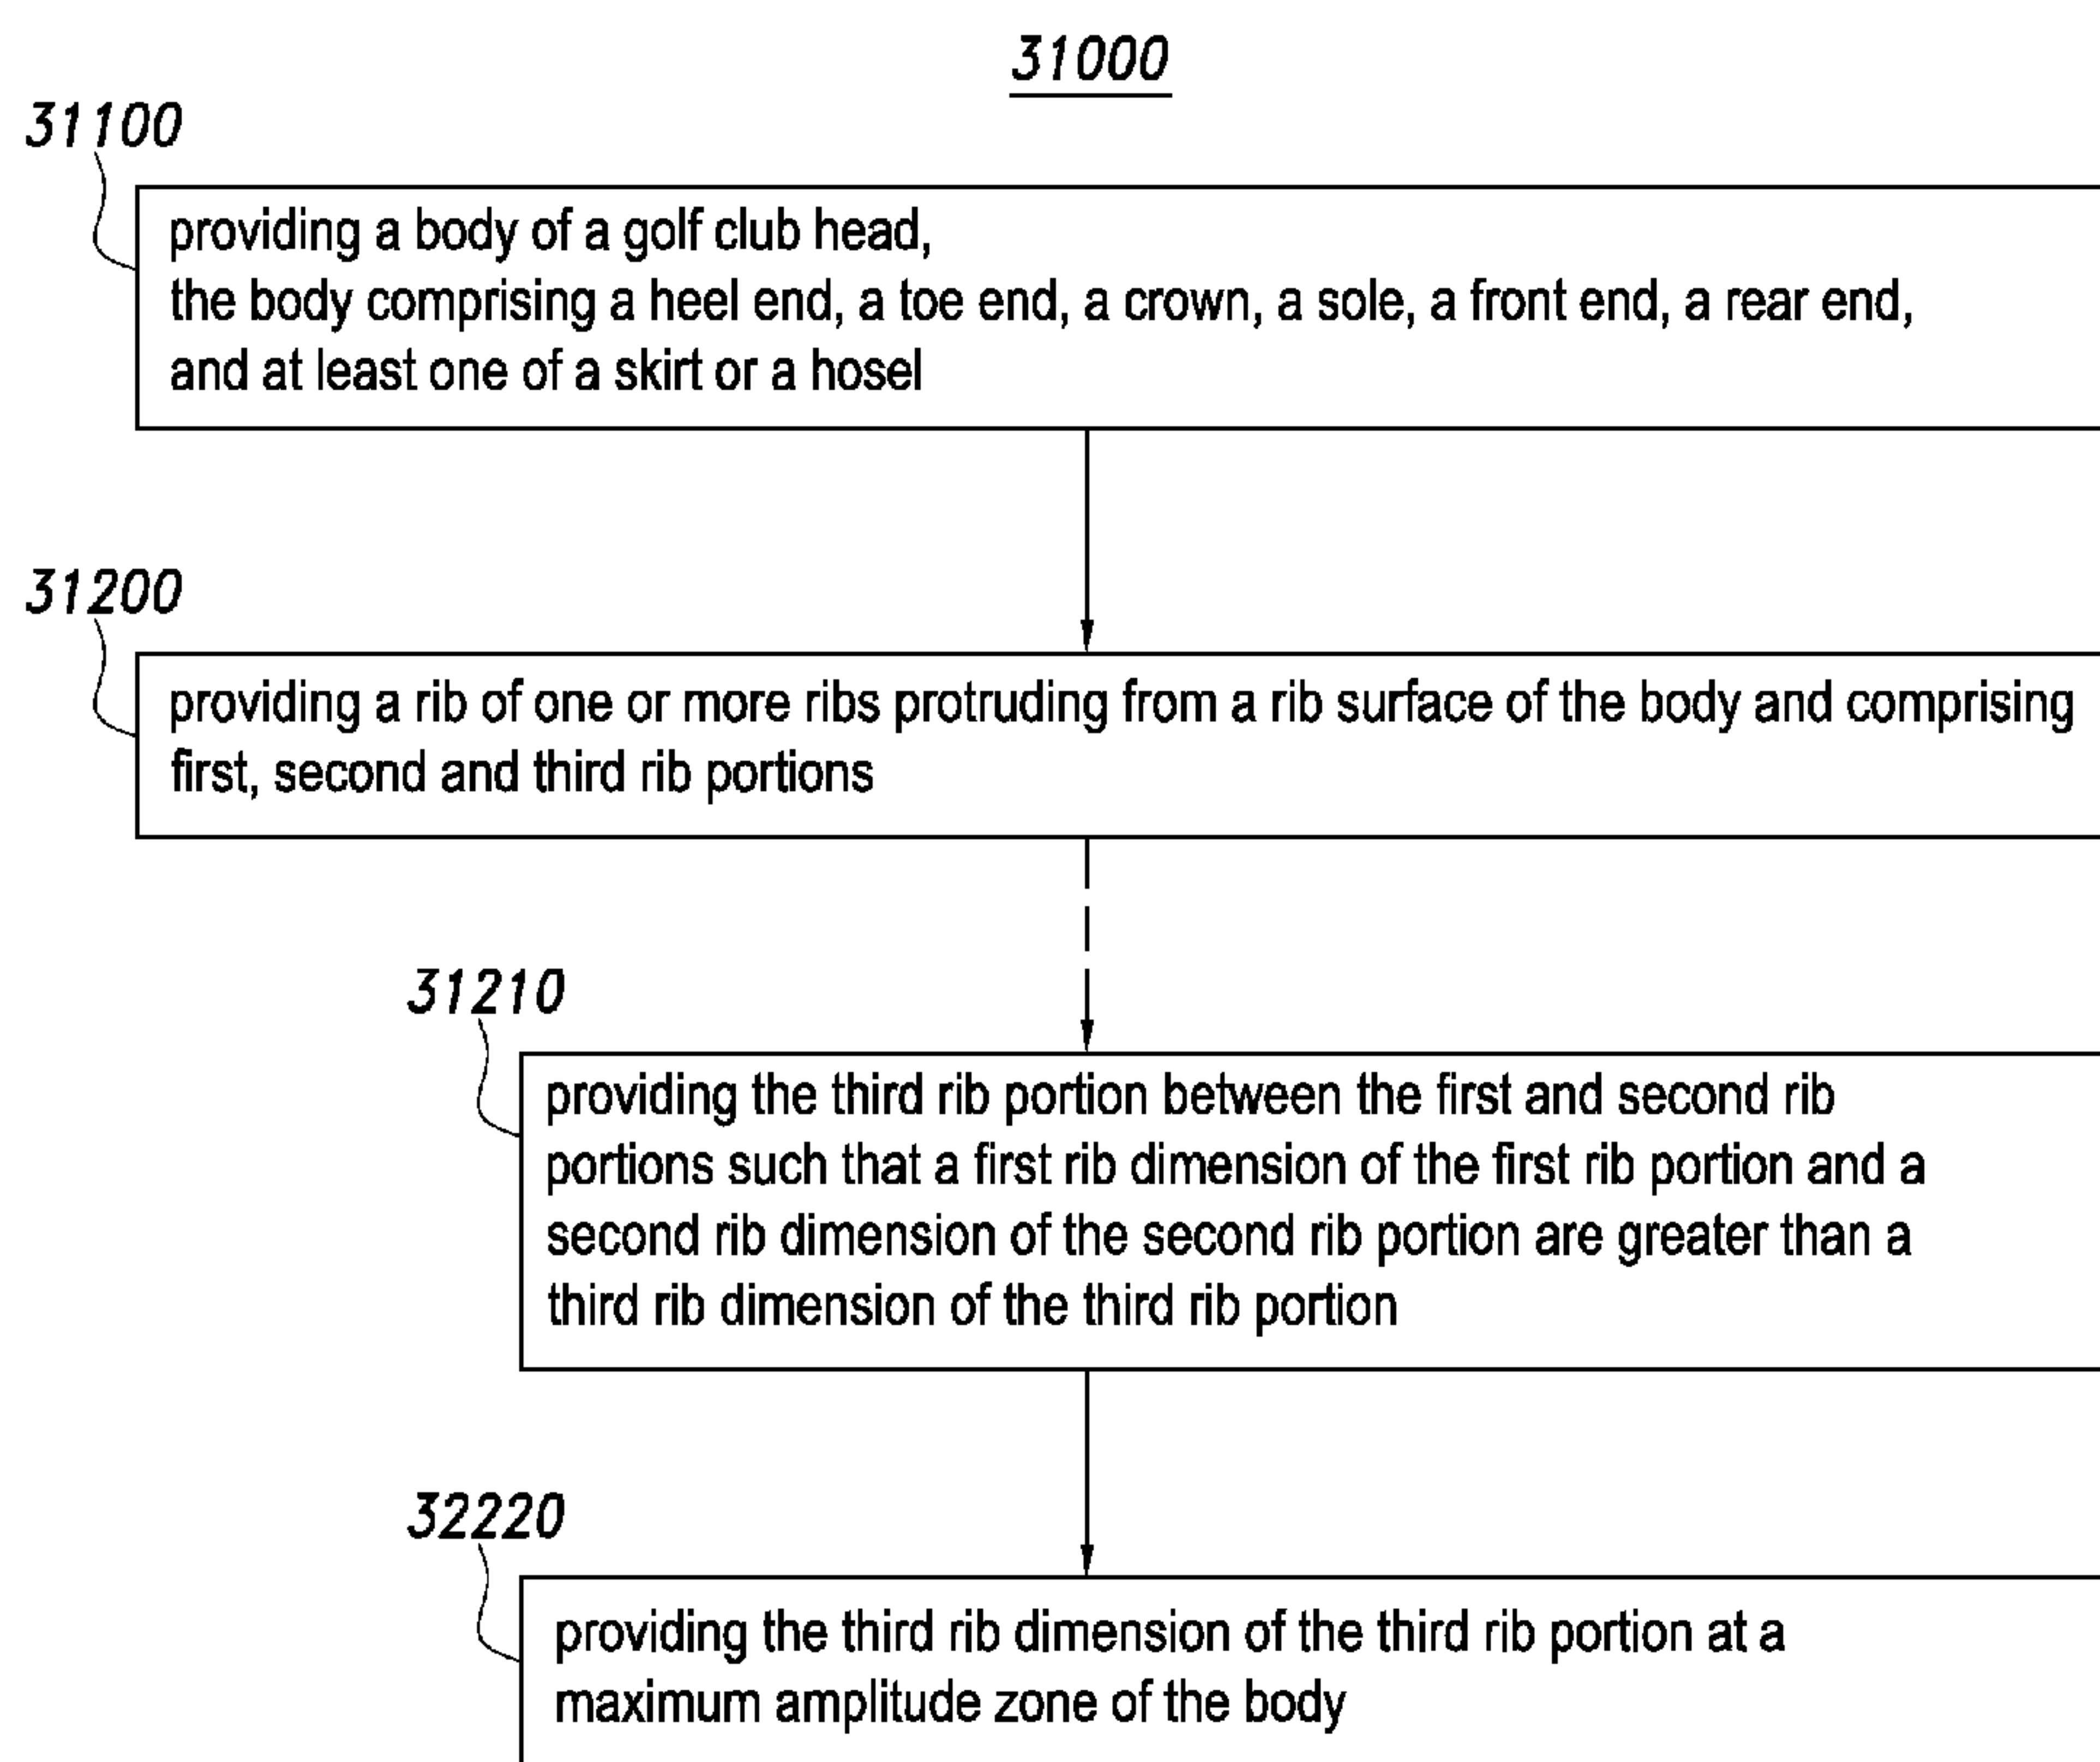 31000
31100
providing a body of a golf club head,
the body comprising a heel end, a toe end, a crown, a sole, a front end, a rear end,
and at least one of a skirt or a hosel
31200
providing a rib of one or more ribs protruding from a rib surface of the body and comprising
first, second and third rib portions
31210
providing the third rib portion between the first and second rib
portions such that a first rib dimension of the first rib portion and a
second rib dimension of the second rib portion are greater than a
third rib dimension of the third rib portion
32220
providing the third rib dimension of the third rib portion at a
maximum amplitude zone of the body